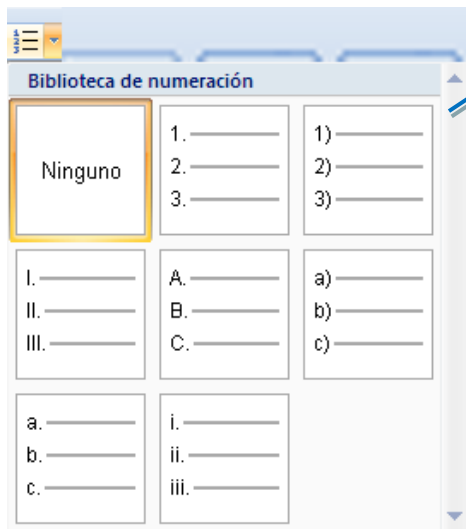 Biblioteca de numeración
Ninguno
1.
2.
3.
1)
2)
3)
I.
II.
III.
A.
B.
C.
a)
b)
c)
a.
b.
c.
i.
ii.
iii.